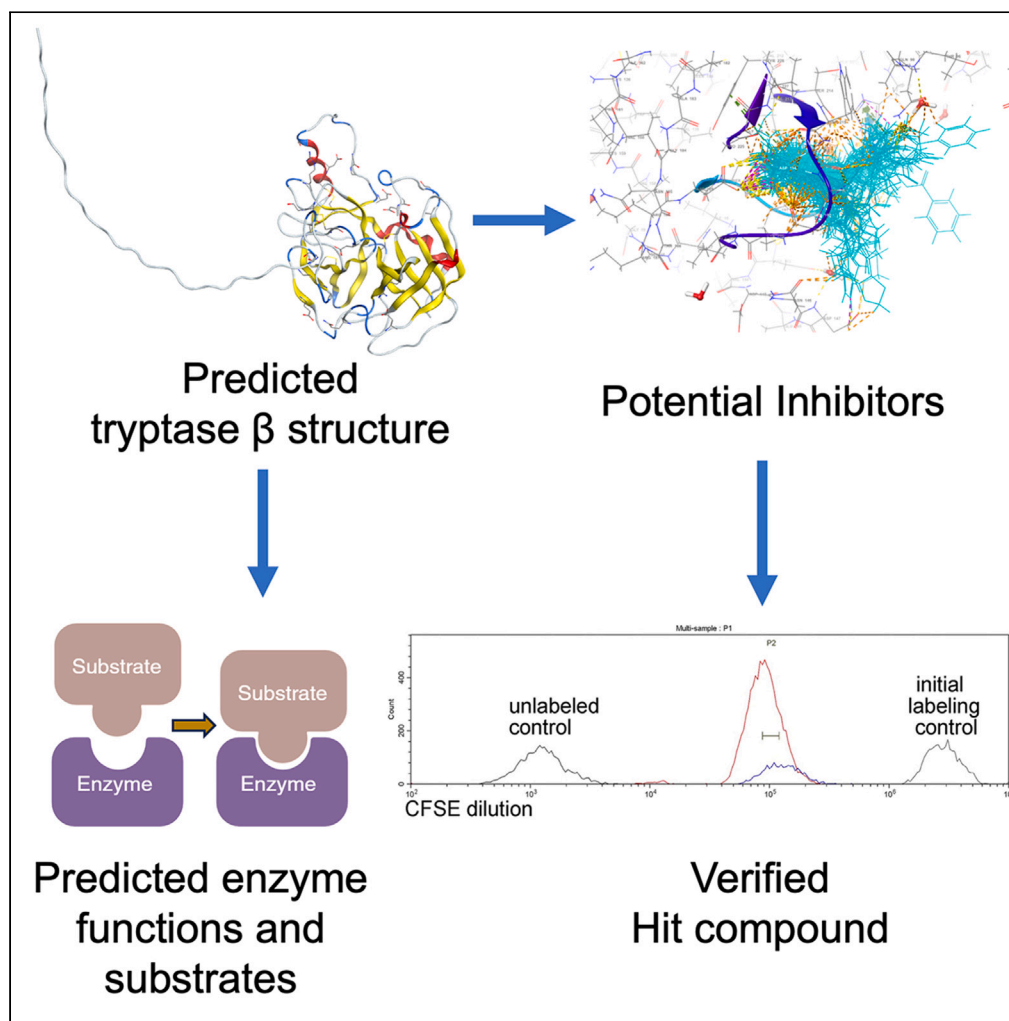 Predicted
tryptase β structure
Potential Inhibitors
Substrate
Enzyme
Substrate
Enzyme
Multi-sample : P1
P2
Count
400
200
0
unlabeled
control
initial
labeling
control
10²
10³
10⁴
10⁵
10⁶
CFSE dilution
Predicted enzyme
functions and
substrates
Verified
Hit compound